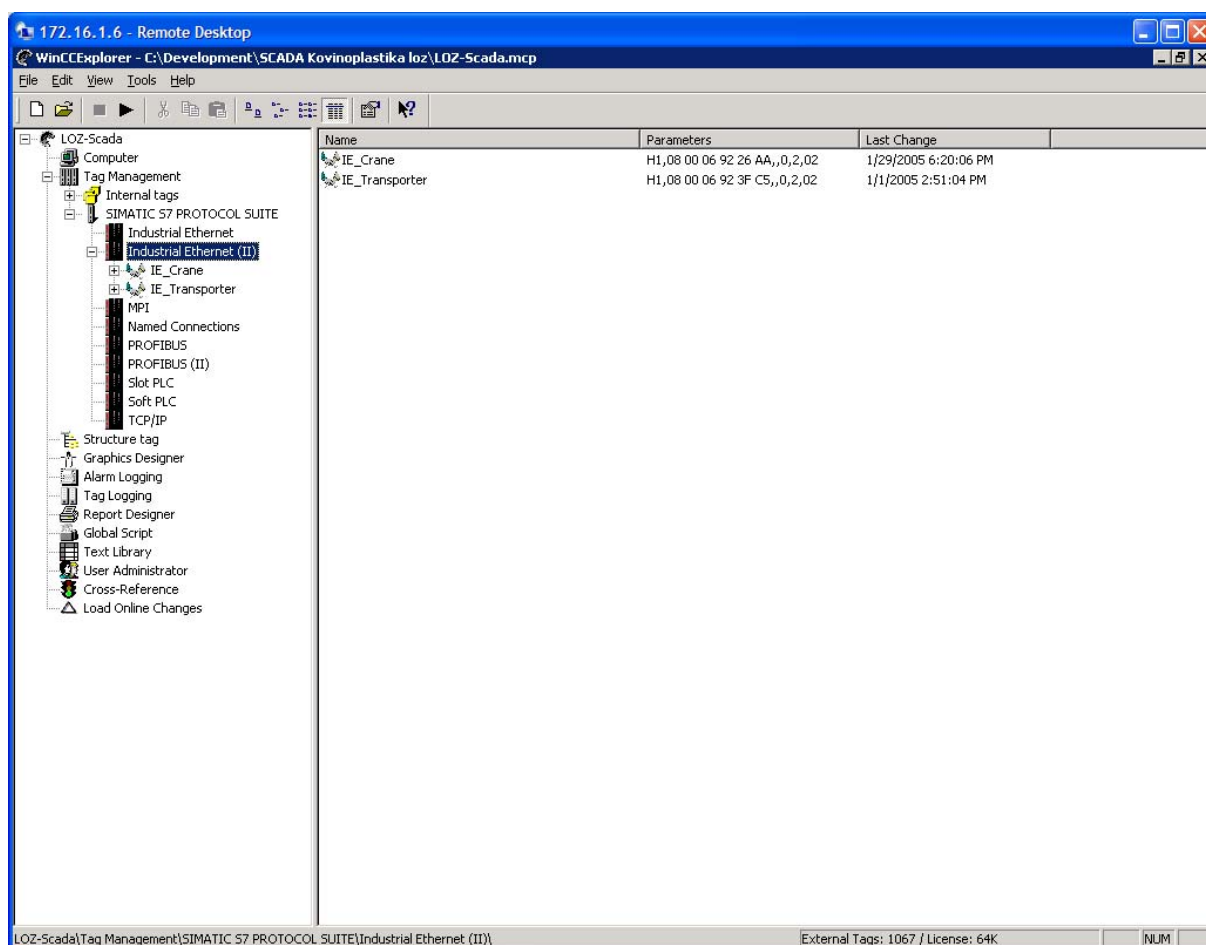 172.16.1.6 - Remote Desktop
WinCCExplorer - C:\Development\SCADA Kovinoplastika loz\LOZ-Scada.mcp
File Edit View Tools Help
LOZ-Scada
Computer
Tag Management
Internal tags
SIMATIC S7 PROTOCOL SUITE
Industrial Ethernet
Industrial Ethernet (II)
IE_Crane
IE_Transporter
MPI
Named Connections
PROFIBUS
PROFIBUS (II)
Slot PLC
Soft PLC
TCP/IP
Structure tag
Graphics Designer
Alarm Logging
Tag Logging
Report Designer
Global Script
Text Library
User Administrator
Cross-Reference
Load Online Changes
Name Parameters Last Change
IE_Crane H1,08 00 06 92 26 AA,,0,2,02 1/29/2005 6:20:06 PM
IE_Transporter H1,08 00 06 92 3F C5,,0,2,02 1/1/2005 2:51:04 PM
LOZ-Scada\Tag Management\SIMATIC S7 PROTOCOL SUITE\Industrial Ethernet (II)\ External Tags: 1067 / License: 64K NUM